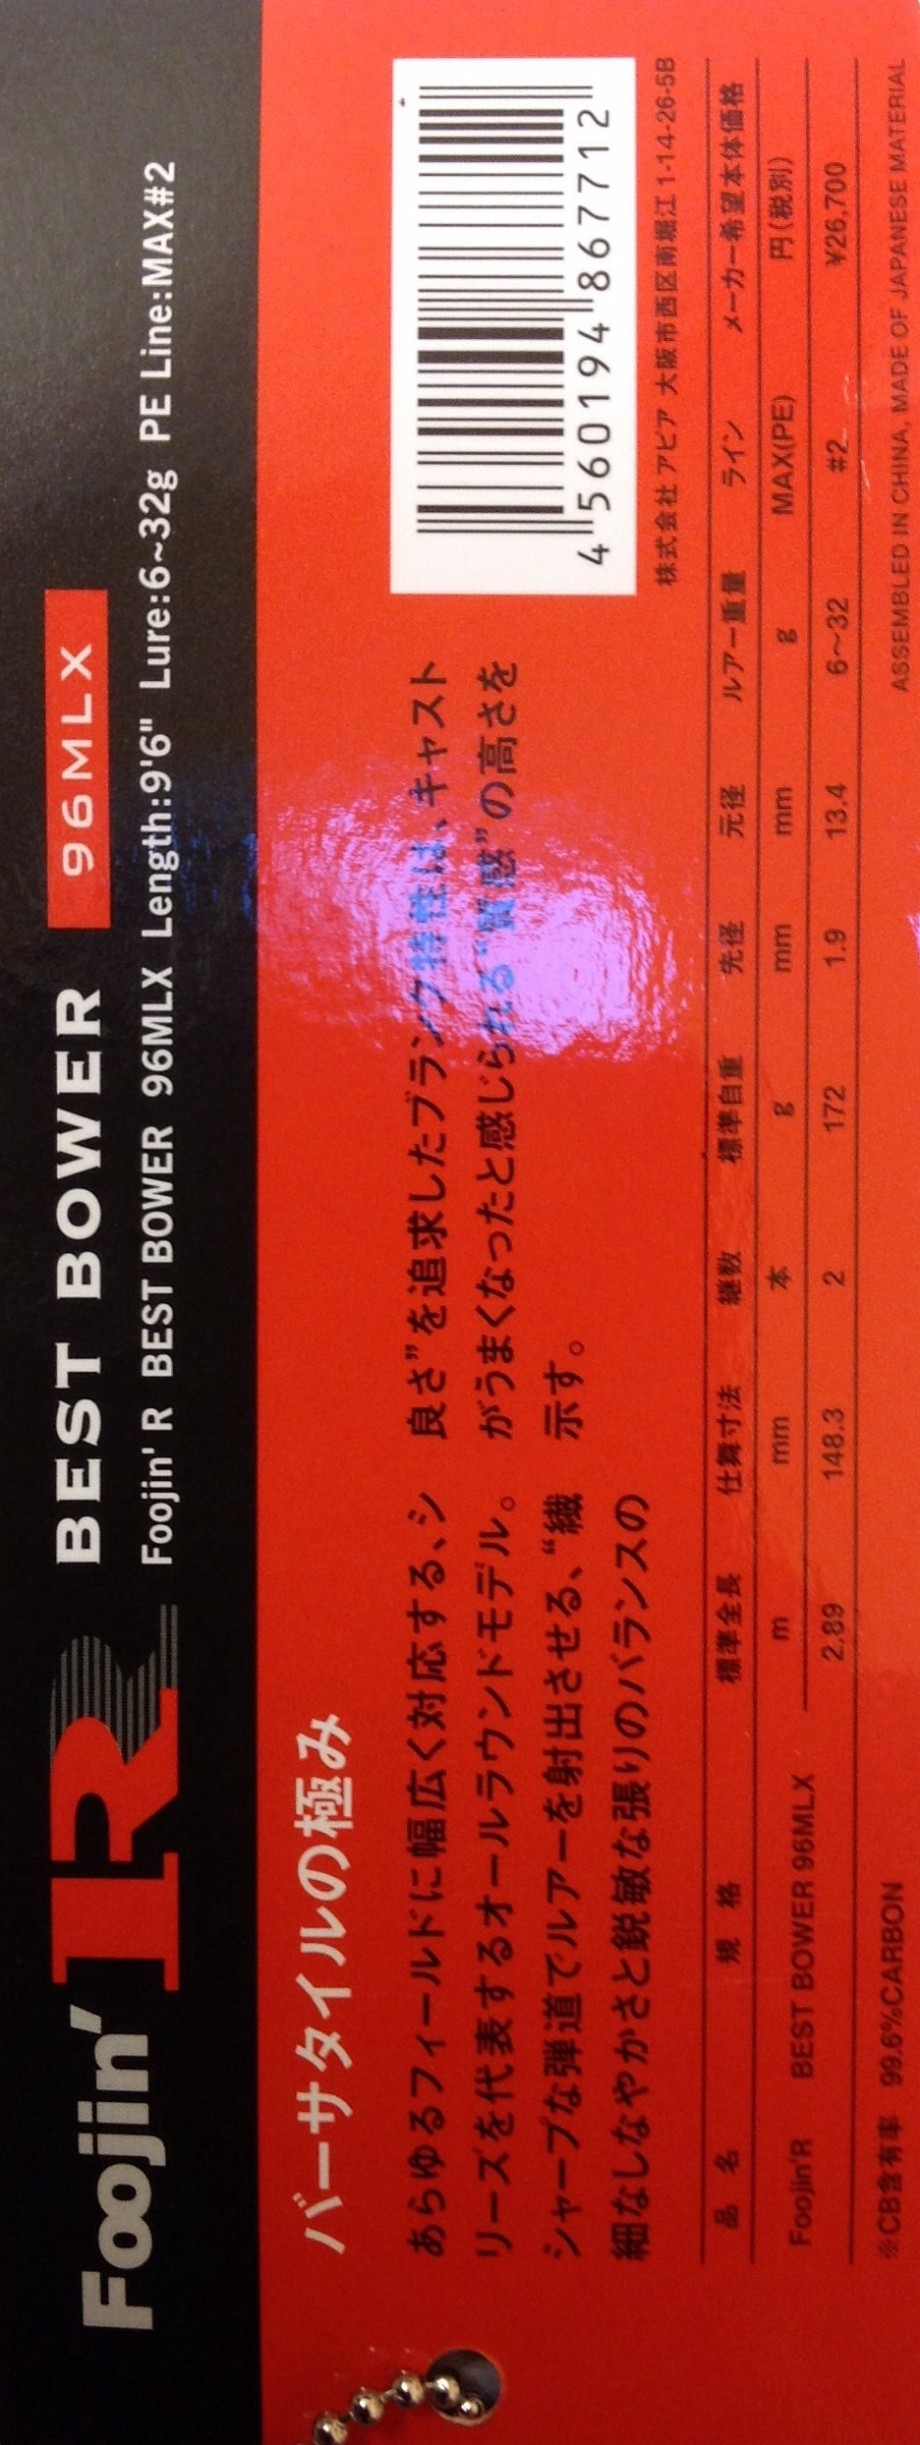 Foojin' R BEST BOWER 96MLX
Foojin' R BEST BOWER 96MLX Length:9'6" Lure:6~32g PE Line:MAX#2
バーサタイルの極み
あらゆるフィールドに幅広く対応する、シ
リーズを代表するオールラウンドモデル。
シャープな弾道でルアーを射出させる、“繊
細なしなやかさと鋭敏な張りのバランスの
良さ”を追求したブランク特性は、キャスト
がうまくなったと感じられる“質感”の高さを
示す。
4 560194 867712
株式会社 アピア 大阪市西区南堀江 1-14-26-5B
品 名 規 格 標準全長 仕舞寸法 継数 標準自重 先径 元径 ルアー重量 ライン メーカー希望本体価格
m mm 本 g mm mm g MAX(PE) 円(税別)
Foojin'R BEST BOWER 96MLX 2.89 148.3 2 172 1.9 13.4 6~32 #2 ¥26,700
※CB含有率 99.6%CARBON ASSEMBLED IN CHINA, MADE OF JAPANESE MATERIAL